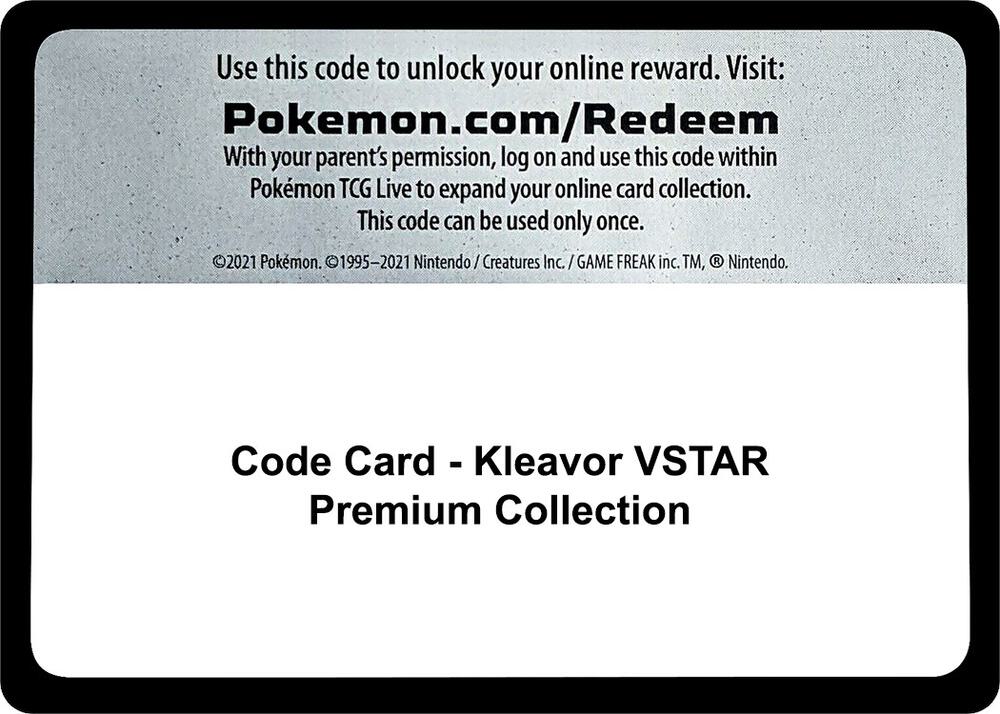 Use this code to unlock your online reward. Visit:
Pokemon.com/Redeem
With your parent's permission, log on and use this code within
Pokémon TCG Live to expand your online card collection.
This code can be used only once.
©2021 Pokémon. ©1995–2021 Nintendo / Creatures Inc. / GAME FREAK inc. TM, ® Nintendo.
Code Card - Kleavor VSTAR
Premium Collection